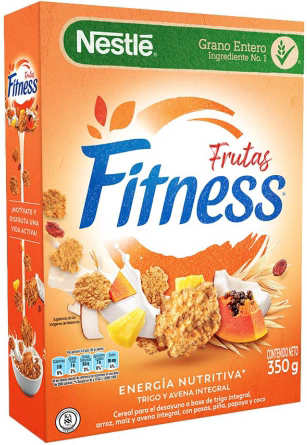 Nestlé
Grano Entero
Ingrediente No. 1
Frutas
Fitness®
Frutas
Fitness
¡MOTÍVATE Y
DISFRUTA UNA
VIDA ACTIVA!
CONTENIDO NETO
350 g
ENERGÍA NUTRITIVA*
TRIGO Y AVENA INTEGRAL
Cereal para el desayuno a base de trigo integral,
arroz, maíz y avena integral, con pasas, piña, papaya y coco